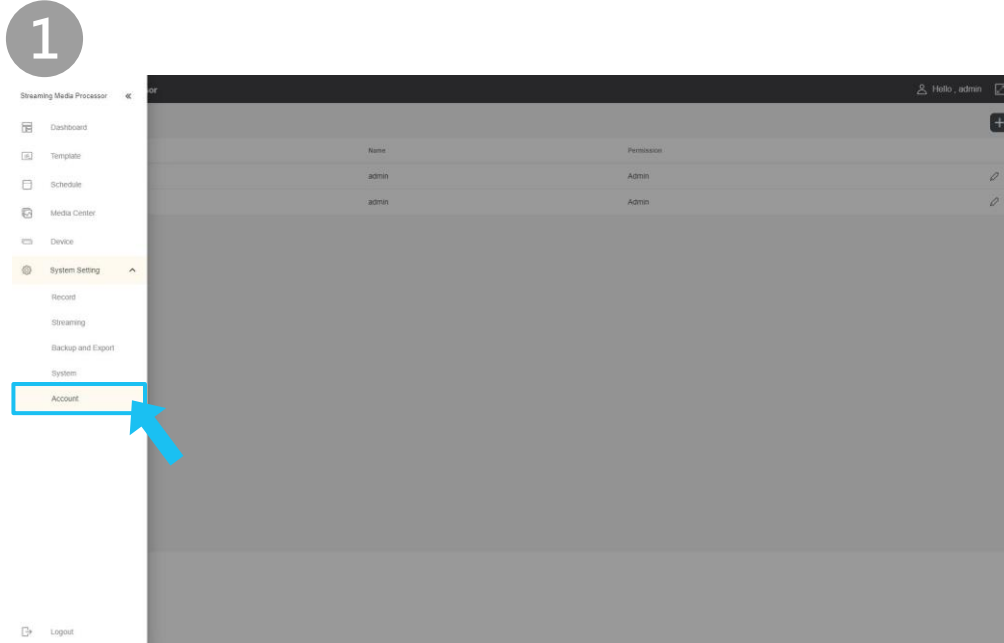 1
Streaming Media Processor
or
Hello , admin
Dashboard
Template
Name
Permission
admin
Admin
Schedule
admin
Admin
Media Center
Device
System Setting
Record
Streaming
Backup and Export
System
Account
Logout